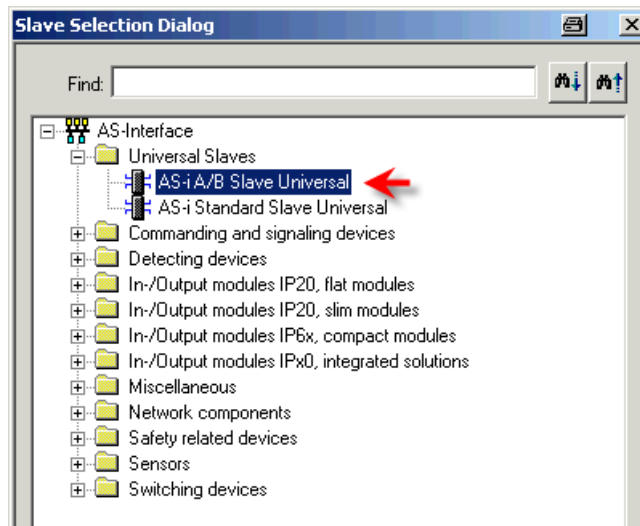 Slave Selection Dialog
Find:
AS-Interface
Universal Slaves
AS-i A/B Slave Universal
AS-i Standard Slave Universal
Commanding and signaling devices
Detecting devices
In-/Output modules IP20, flat modules
In-/Output modules IP20, slim modules
In-/Output modules IP6x, compact modules
In-/Output modules IPx0, integrated solutions
Miscellaneous
Network components
Safety related devices
Sensors
Switching devices